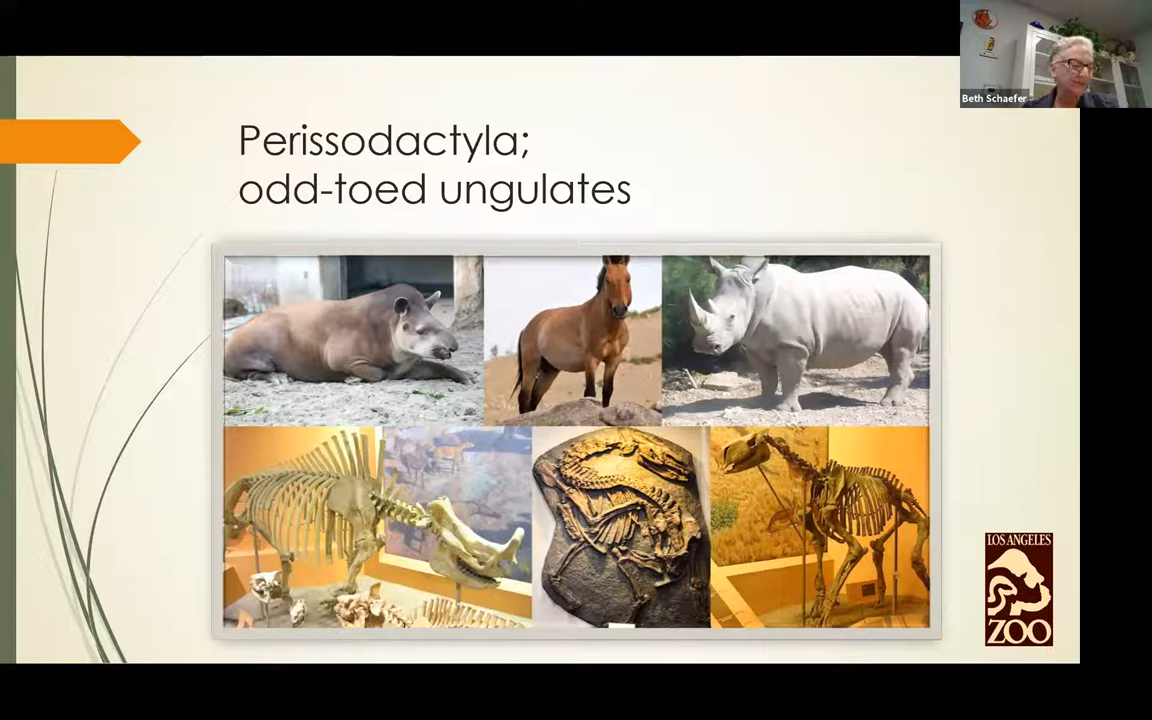 Beth Schaefer
Perissodactyla;
odd-toed ungulates
LOS ANGELES
ZOO